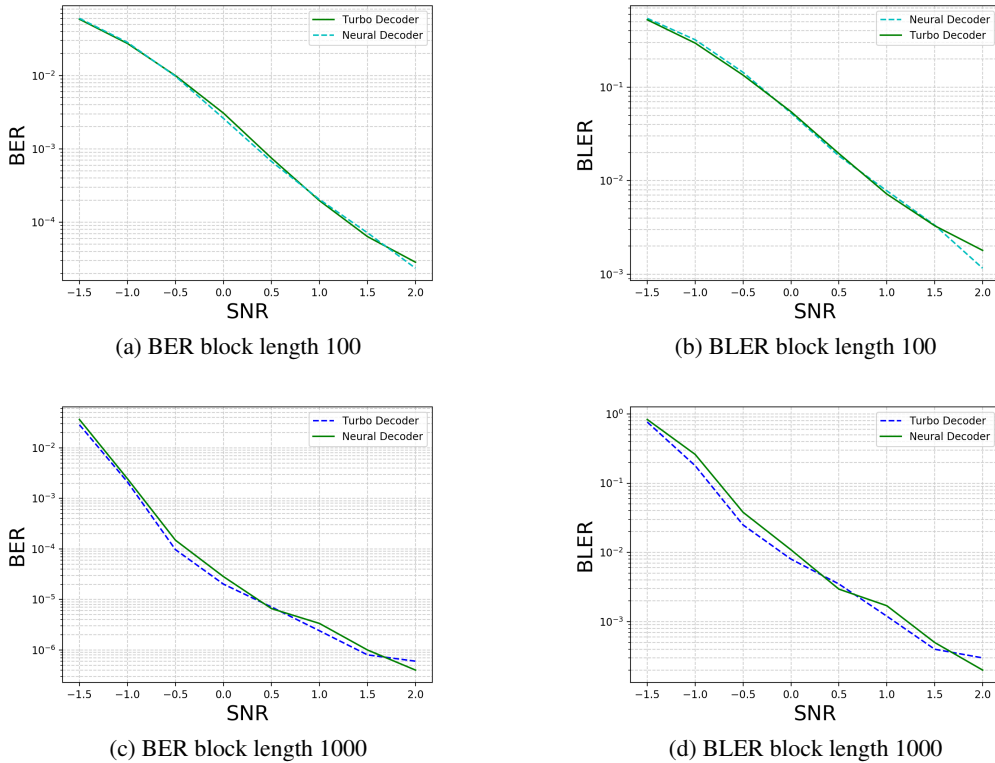 Turbo Decoder
Neural Decoder
10⁻²
10⁻³
10⁻⁴
BER
−1.5 −1.0 −0.5 0.0 0.5 1.0 1.5 2.0
SNR
(a) BER block length 100
Neural Decoder
Turbo Decoder
10⁻¹
10⁻²
10⁻³
BLER
−1.5 −1.0 −0.5 0.0 0.5 1.0 1.5 2.0
SNR
(b) BLER block length 100
Turbo Decoder
Neural Decoder
10⁻²
10⁻³
10⁻⁴
10⁻⁵
10⁻⁶
BER
−1.5 −1.0 −0.5 0.0 0.5 1.0 1.5 2.0
SNR
(c) BER block length 1000
Turbo Decoder
Neural Decoder
10⁰
10⁻¹
10⁻²
10⁻³
BLER
−1.5 −1.0 −0.5 0.0 0.5 1.0 1.5 2.0
SNR
(d) BLER block length 1000